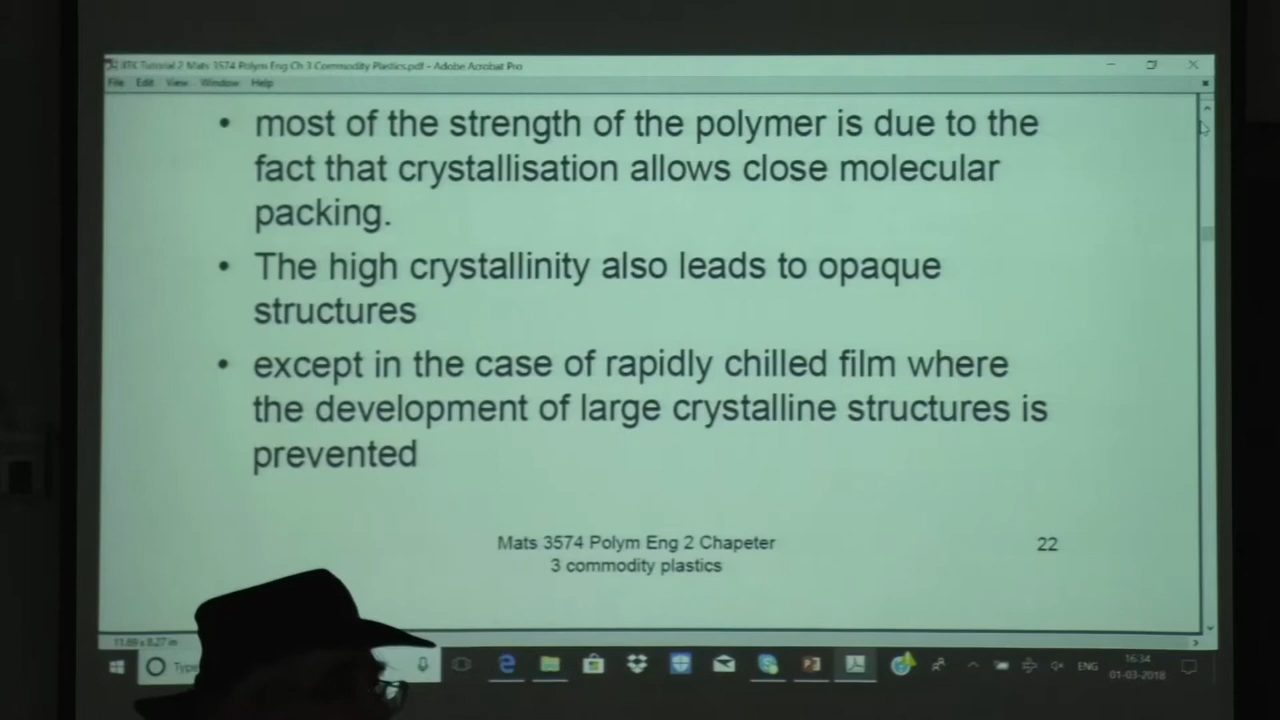 Tutorial 2 Mats 3574 Polym Eng Ch 3 Commodity Plastics.pdf - Adobe Acrobat Pro
File Edit View Window Help
• most of the strength of the polymer is due to the
fact that crystallisation allows close molecular
packing.
• The high crystallinity also leads to opaque
structures
• except in the case of rapidly chilled film where
the development of large crystalline structures is
prevented
Mats 3574 Polym Eng 2 Chapeter
3 commodity plastics
22
11.69 x 8.27 in
Type
ENG
16:34
01-03-2018